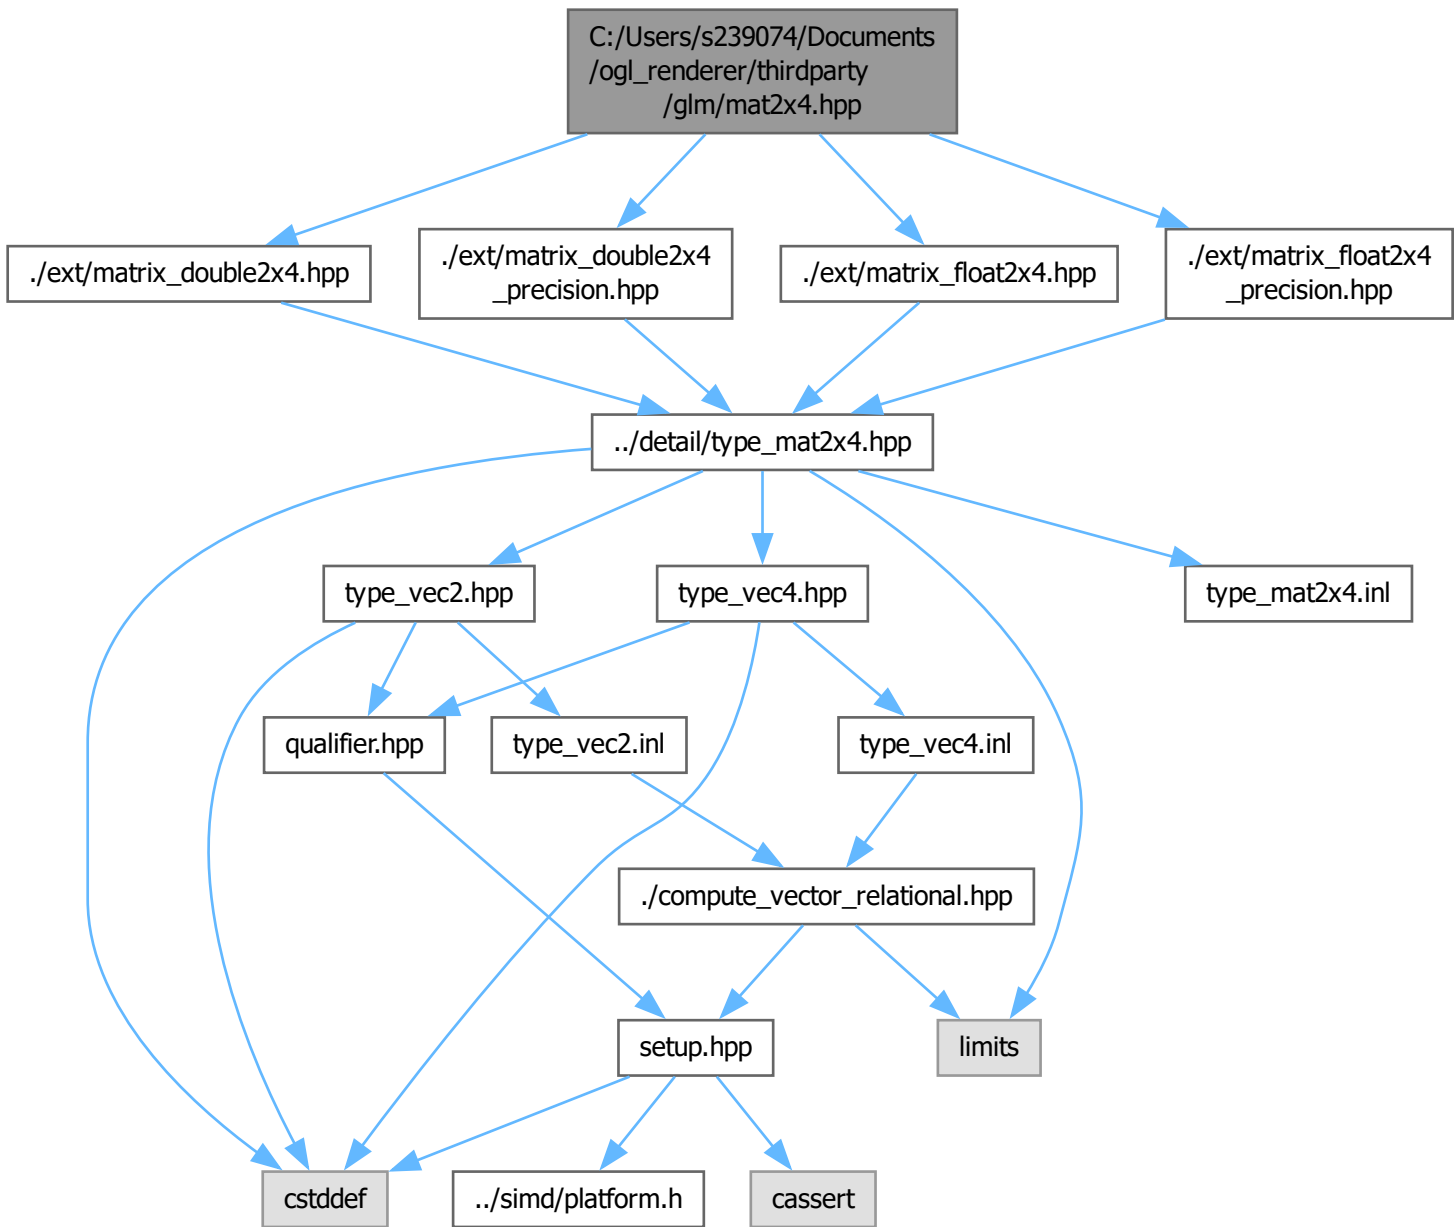 C:/Users/s239074/Documents
/ogl_renderer/thirdparty
/glm/mat2x4.hpp
./ext/matrix_double2x4.hpp
./ext/matrix_double2x4
_precision.hpp
./ext/matrix_float2x4.hpp
./ext/matrix_float2x4
_precision.hpp
../detail/type_mat2x4.hpp
type_vec2.hpp
type_vec4.hpp
type_mat2x4.inl
qualifier.hpp
type_vec2.inl
type_vec4.inl
./compute_vector_relational.hpp
setup.hpp
limits
cstddef
../simd/platform.h
cassert